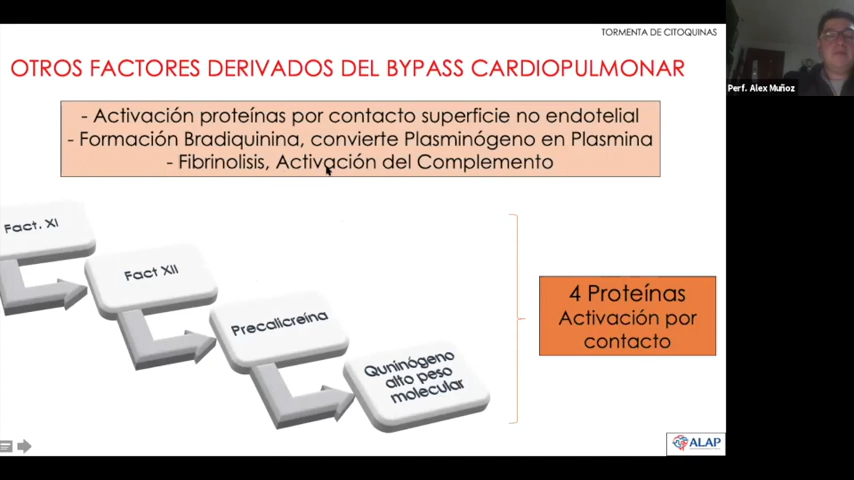 TORMENTA DE CITOQUINAS
OTROS FACTORES DERIVADOS DEL BYPASS CARDIOPULMONAR
Perf. Alex Muñoz
- Activación proteínas por contacto superficie no endotelial
- Formación Bradiquinina, convierte Plasminógeno en Plasmina
- Fibrinolisis, Activación del Complemento
Fact. XI
Fact XII
Precalicreína
Quninógeno
alto peso
molecular
4 Proteínas
Activación por
contacto
ALAP